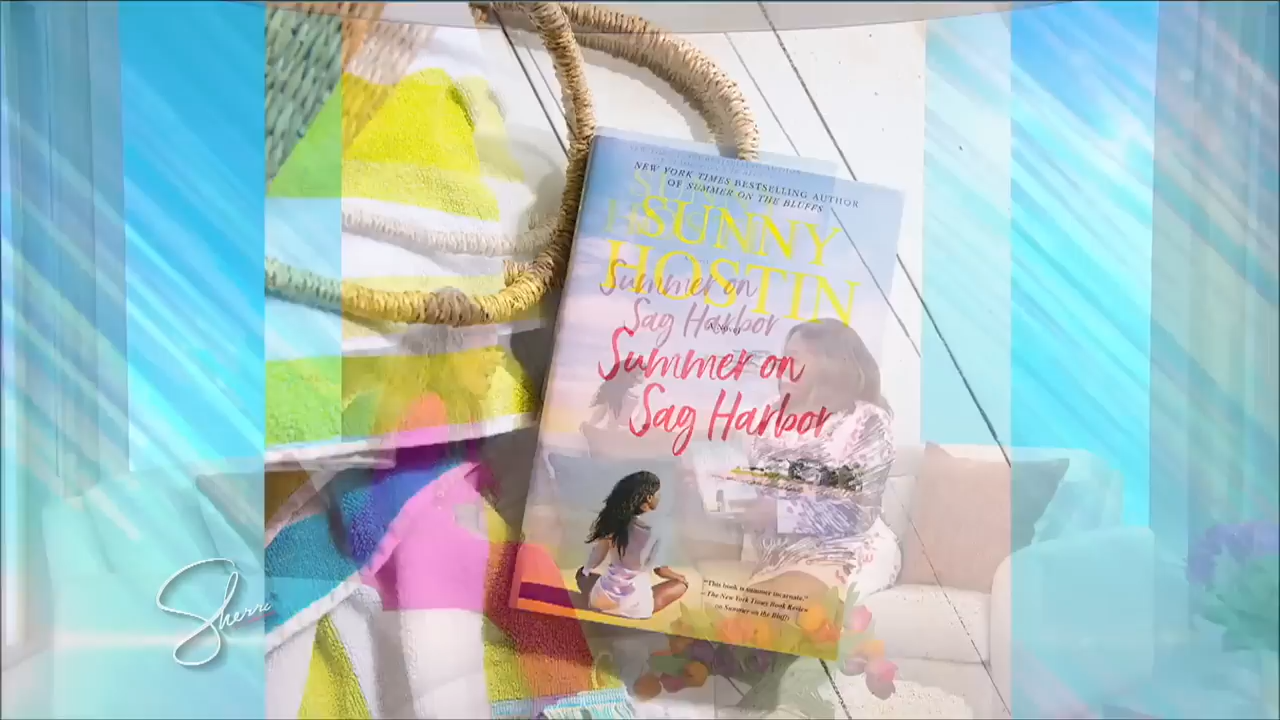 NEW YORK TIMES BESTSELLING AUTHOR
OF SUMMER ON THE BLUFFS
SUNNY
HOSTIN
Summer on
Sag Harbor
A Novel
Summer on
Sag Harbor
"This book is summer incarnate."
—The New York Times Book Review
on Summer on the Bluffs
Sherri